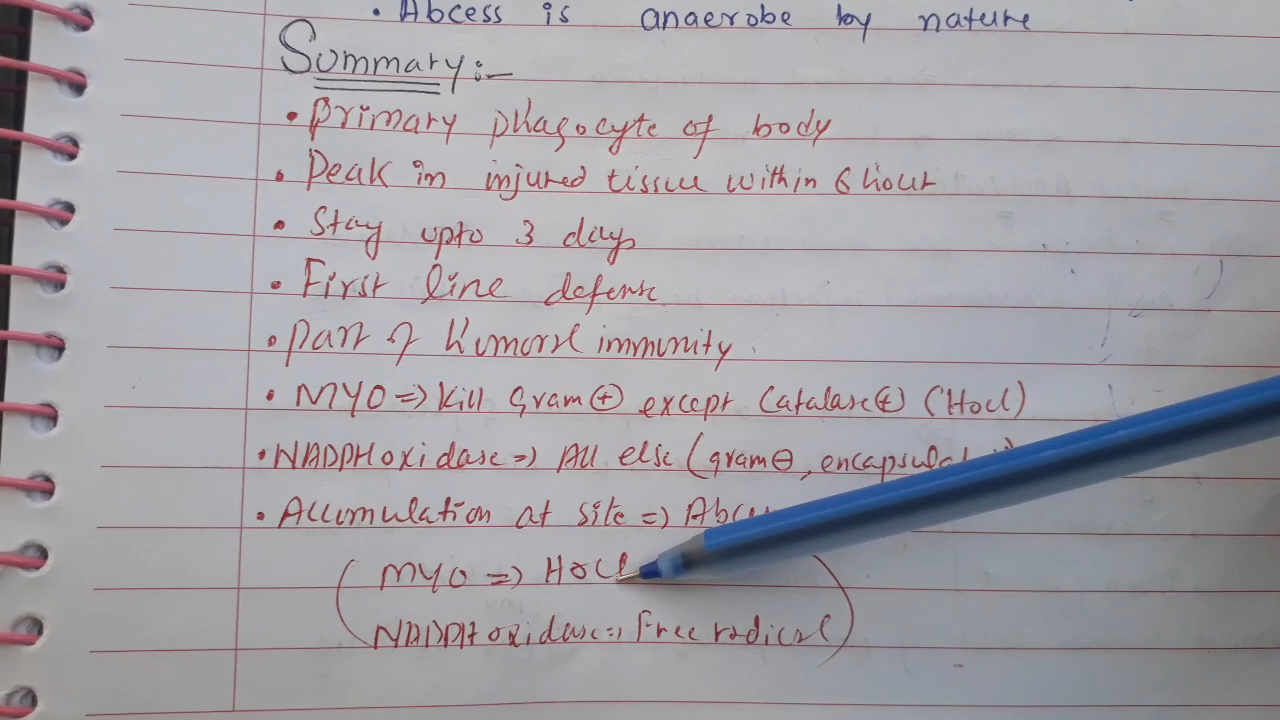 • Abcess is anaerobe by nature
Summary:-
• Primary phagocyte of body
• Peak in injured tissue within 6 hour
• Stay upto 3 days
• First line defense
• part of humoral immunity.
• MYO => kill gram ⊕ except Catalase⊕ (HOCl)
• NADPH oxidase => All else (gram ⊖, encapsulat
• Accumulation at site =>
(MYO => HOCl
NADPH oxidase => Free radical)